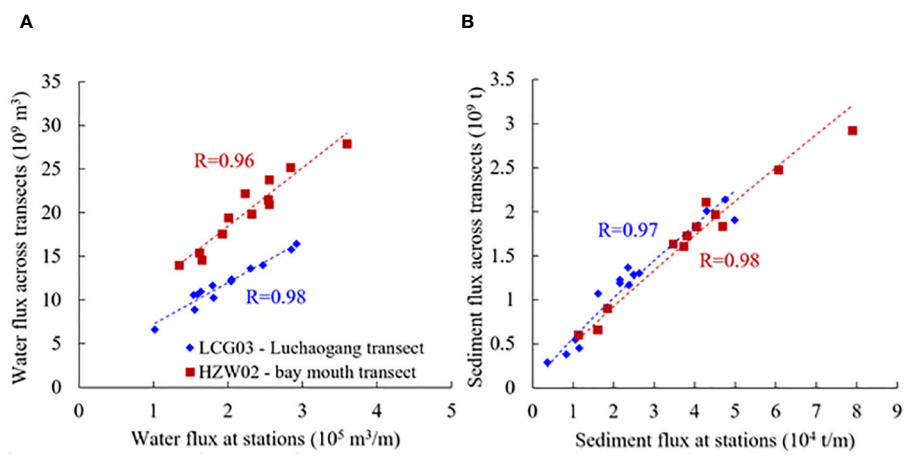 A
B
Water flux across transects (10⁹ m³)
35
30
25
20
15
10
5
0
R=0.96
R=0.98
LCG03 - Luchaogang transect
HZW02 - bay mouth transect
0 1 2 3 4 5
Water flux at stations (10⁵ m³/m)
Sediment flux across transects (10⁹ t)
3.5
3
2.5
2
1.5
1
0.5
0
R=0.97
R=0.98
0 1 2 3 4 5 6 7 8 9
Sediment flux at stations (10⁴ t/m)